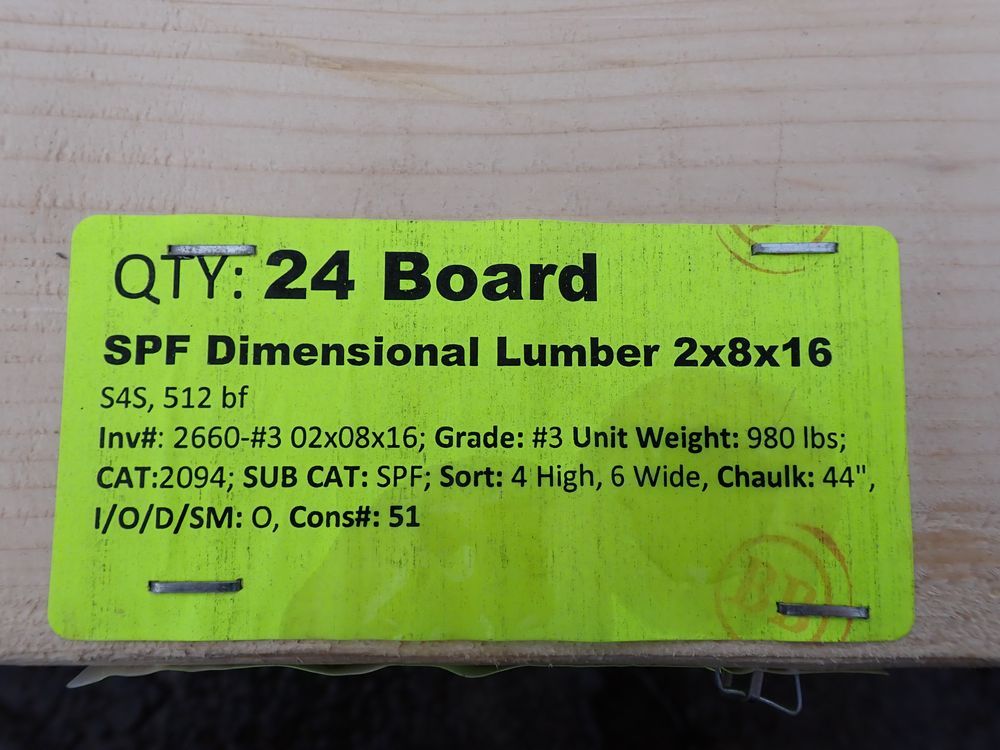 QTY: 24 Board
SPF Dimensional Lumber 2x8x16
S4S, 512 bf
Inv#: 2660-#3 02x08x16; Grade: #3 Unit Weight: 980 lbs;
CAT:2094; SUB CAT: SPF; Sort: 4 High, 6 Wide, Chaulk: 44",
I/O/D/SM: O, Cons#: 51
BB